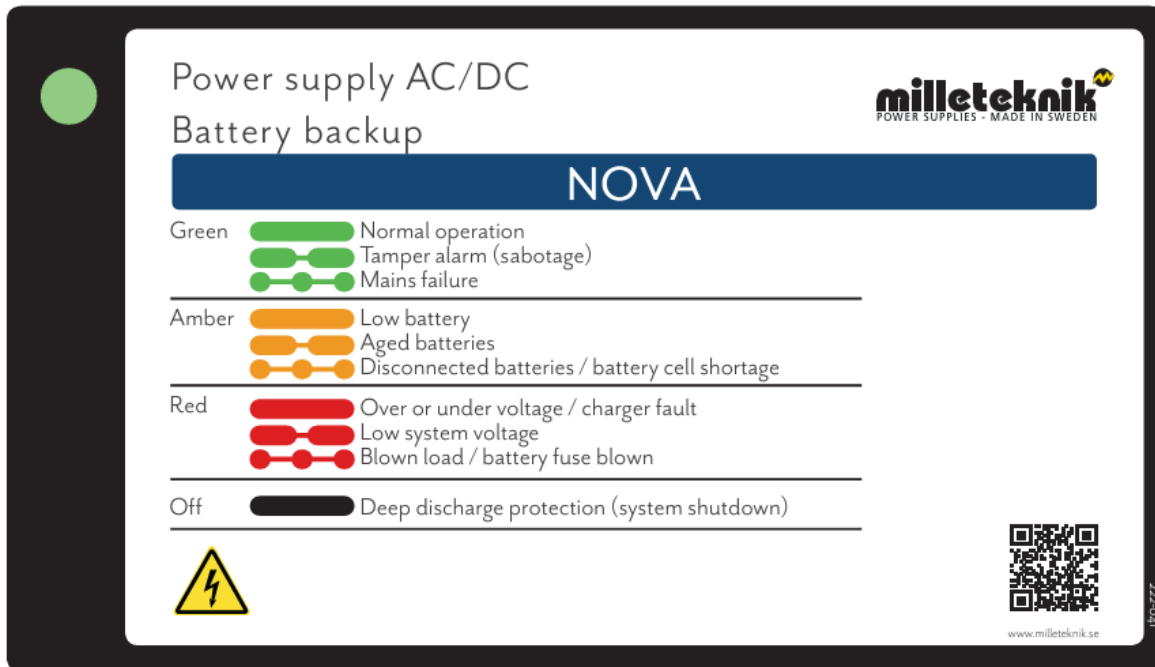 Power supply AC/DC
milleteknik
POWER SUPPLIES - MADE IN SWEDEN
Battery backup
NOVA
Green Normal operation
Tamper alarm (sabotage)
Mains failure
Amber Low battery
Aged batteries
Disconnected batteries / battery cell shortage
Red Over or under voltage / charger fault
Low system voltage
Blown load / battery fuse blown
Off Deep discharge protection (system shutdown)
www.milleteknik.se